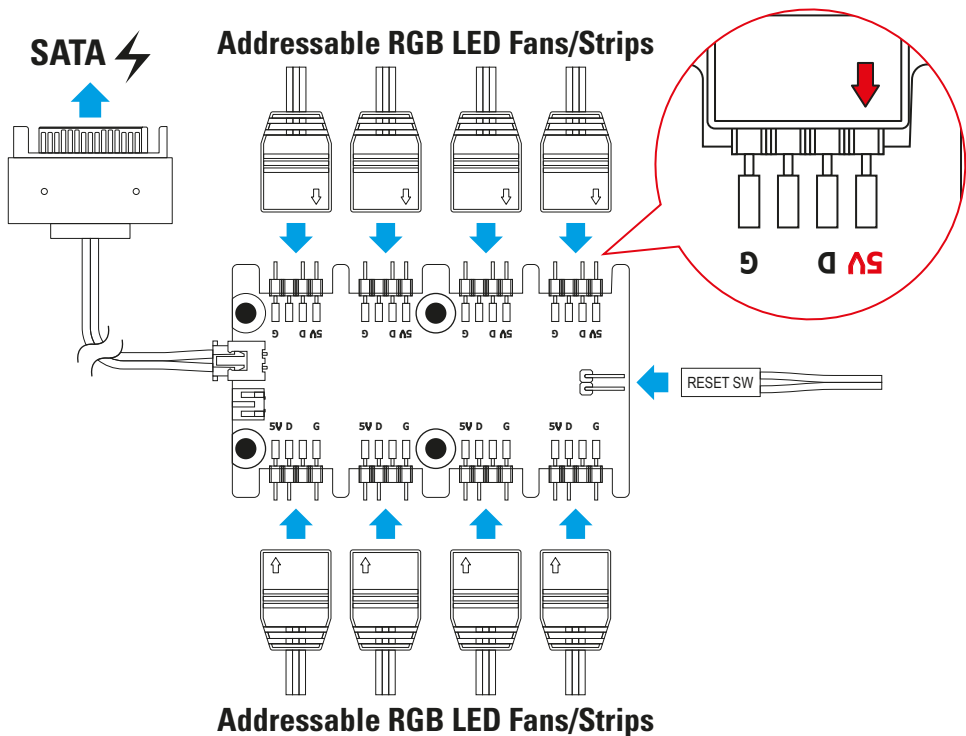 SATA
Addressable RGB LED Fans/Strips
G D 5V
G D 5V G D 5V G D 5V G D 5V
RESET SW
5V D G 5V D G 5V D G 5V D G
Addressable RGB LED Fans/Strips